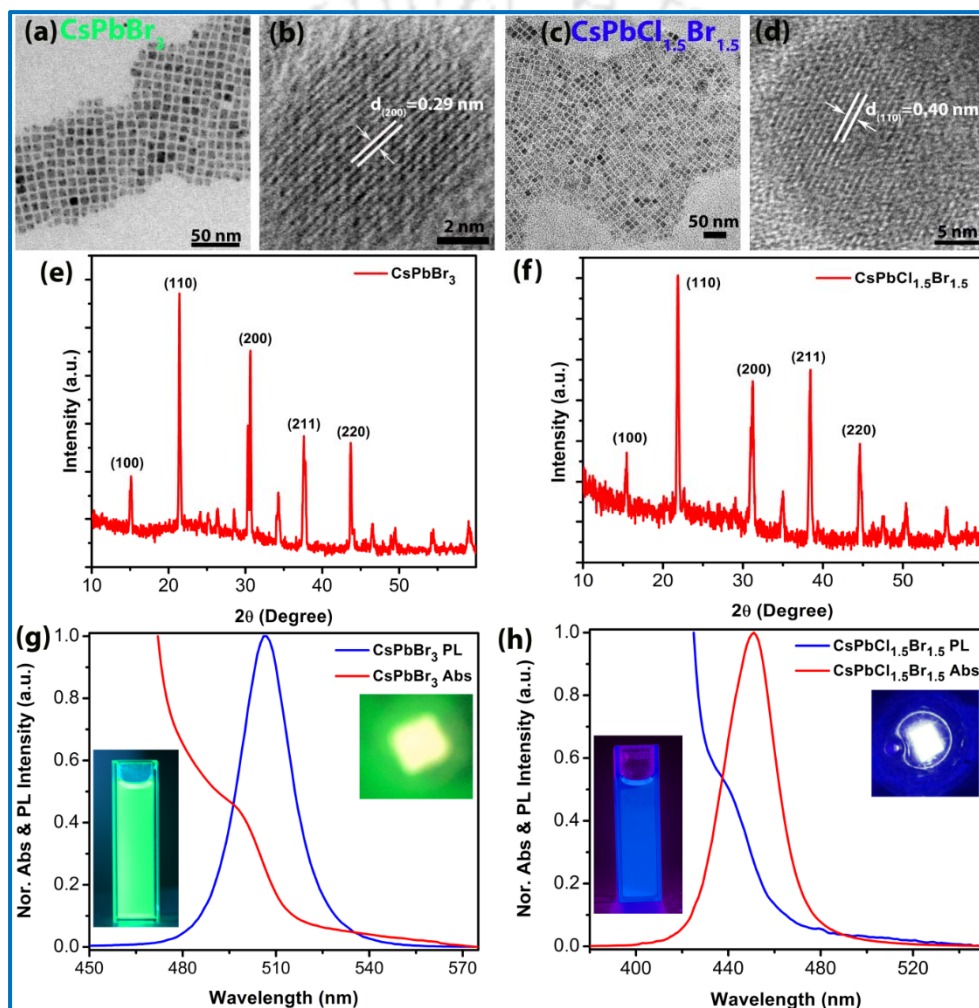 (a) CsPbBr3
50 nm
(b)
d(200)=0.29 nm
2 nm
(c) CsPbCl1.5Br1.5
50 nm
(d)
d(110)=0,40 nm
5 nm
(e)
CsPbBr3
(100)
(110)
(200)
(211)
(220)
Intensity (a.u.)
10 20 30 40 50
2θ (Degree)
(f)
CsPbCl1.5Br1.5
(100)
(110)
(200)
(211)
(220)
Intensity (a.u.)
10 20 30 40 50
2θ (Degree)
(g)
CsPbBr3 PL
CsPbBr3 Abs
Nor. Abs & PL Intensity (a.u.)
1.0
0.8
0.6
0.4
0.2
0.0
450 480 510 540 570
Wavelength (nm)
(h)
CsPbCl1.5Br1.5 PL
CsPbCl1.5Br1.5 Abs
Nor. Abs & PL Intensity (a.u.)
1.0
0.8
0.6
0.4
0.2
0.0
400 440 480 520
Wavelength (nm)